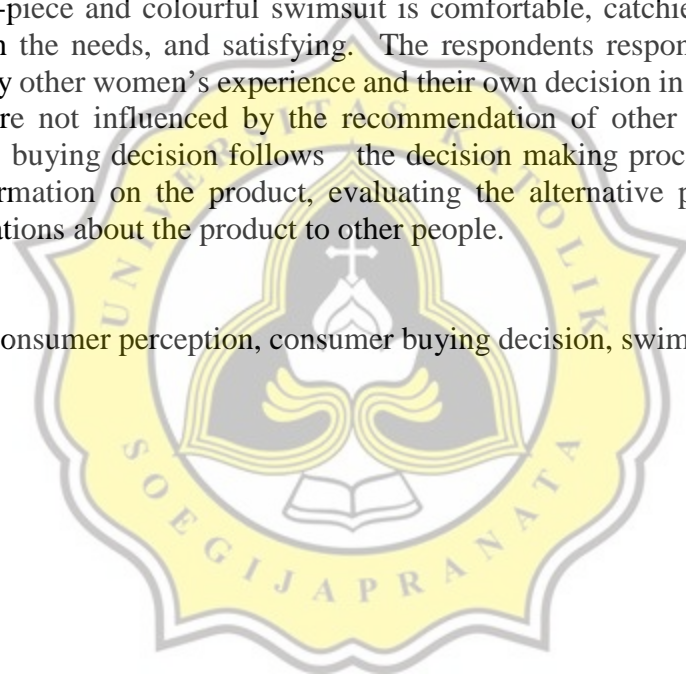 -piece and colourful swimsuit is comfortable, catchie
the needs, and satisfying. The respondents respon
other women's experience and their own decision in
re not influenced by the recommendation of other
buying decision follows the decision making proc
rmation on the product, evaluating the alternative p
ations about the product to other people.
onsumer perception, consumer buying decision, swim
UNIVERSITAS KATOLIK
SOEGIJAPRANATA